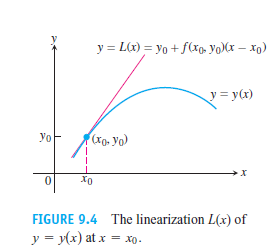 y
y = L(x) = y₀ + f(x₀, y₀)(x − x₀)
y = y(x)
y₀
(x₀, y₀)
0
x₀
x
FIGURE 9.4 The linearization L(x) of
y = y(x) at x = x₀.